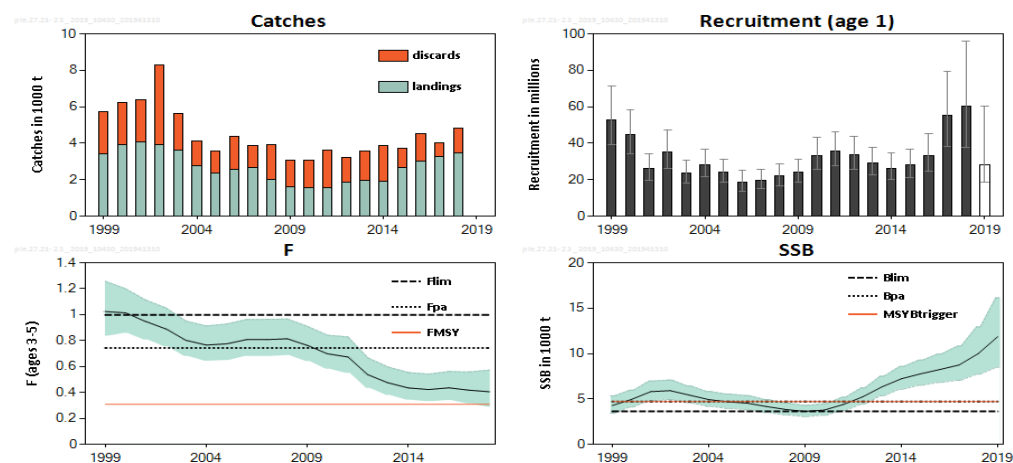 Catches
10
8
6
4
2
0
Catches in 1000 t
discards
landings
1999 2004 2009 2014 2019
Recruitment (age 1)
100
80
60
40
20
0
Recruitment in millions
1999 2004 2009 2014 2019
F
1.4
1.2
1
0.8
0.6
0.4
0.2
0
F (ages 3-5)
Flim
Fpa
FMSY
1999 2004 2009 2014
SSB
20
15
10
5
0
SSB in 1000 t
Blim
Bpa
MSYBtrigger
1999 2004 2009 2014 2019